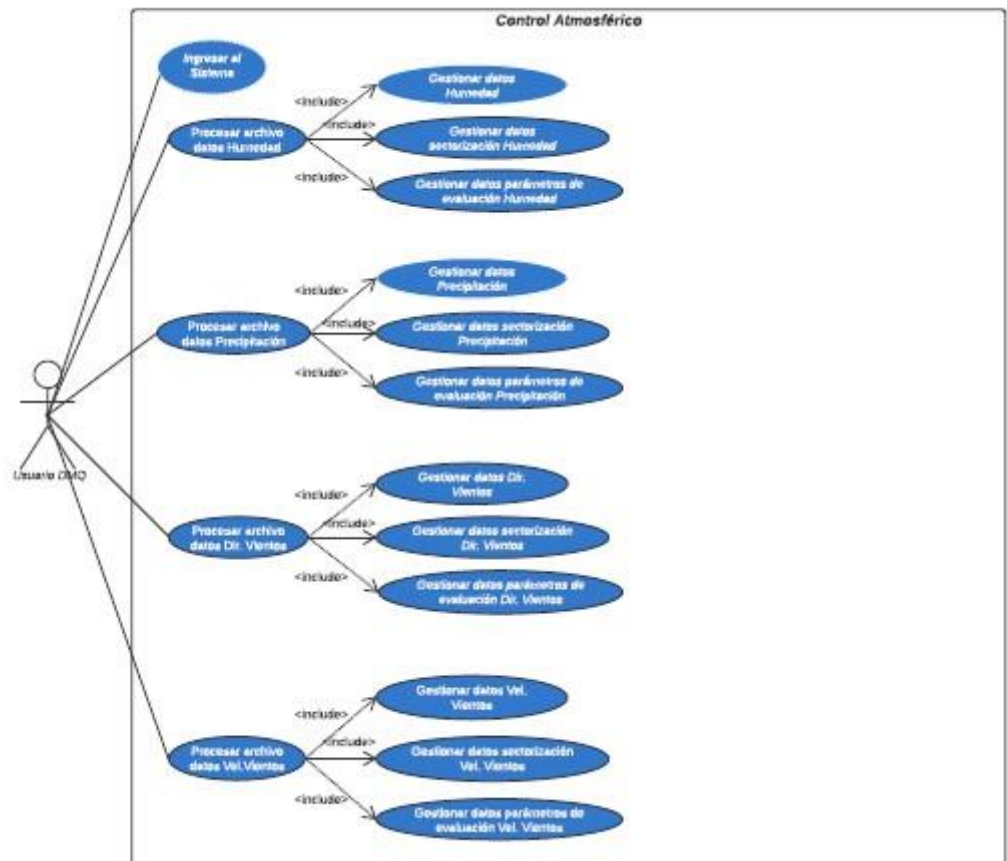 Control Atmosférico
Ingresar al
Sistema
Procesar archivo
datos Humedad
<include>
Gestionar datos
Humedad
<include>
Gestionar datos
sectorización Humedad
<include>
Gestionar datos parámetros de
evaluación Humedad
Procesar archivo
datos Precipitación
<include>
Gestionar datos
Precipitación
<include>
Gestionar datos sectorización
Precipitación
<include>
Gestionar datos parámetros de
evaluación Precipitación
Usuario DMQ
Procesar archivo
datos Dir. Vientos
<include>
Gestionar datos Dir.
Vientos
<include>
Gestionar datos sectorización
Dir. Vientos
<include>
Gestionar datos parámetros de
evaluación Dir. Vientos
Procesar archivo
datos Vel.Vientos
<include>
Gestionar datos Vel.
Vientos
<include>
Gestionar datos sectorización
Vel. Vientos
<include>
Gestionar datos parámetros de
evaluación Vel. Vientos